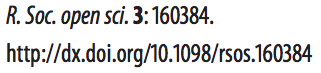 R. Soc. open sci. 3: 160384.
http://dx.doi.org/10.1098/rsos.160384